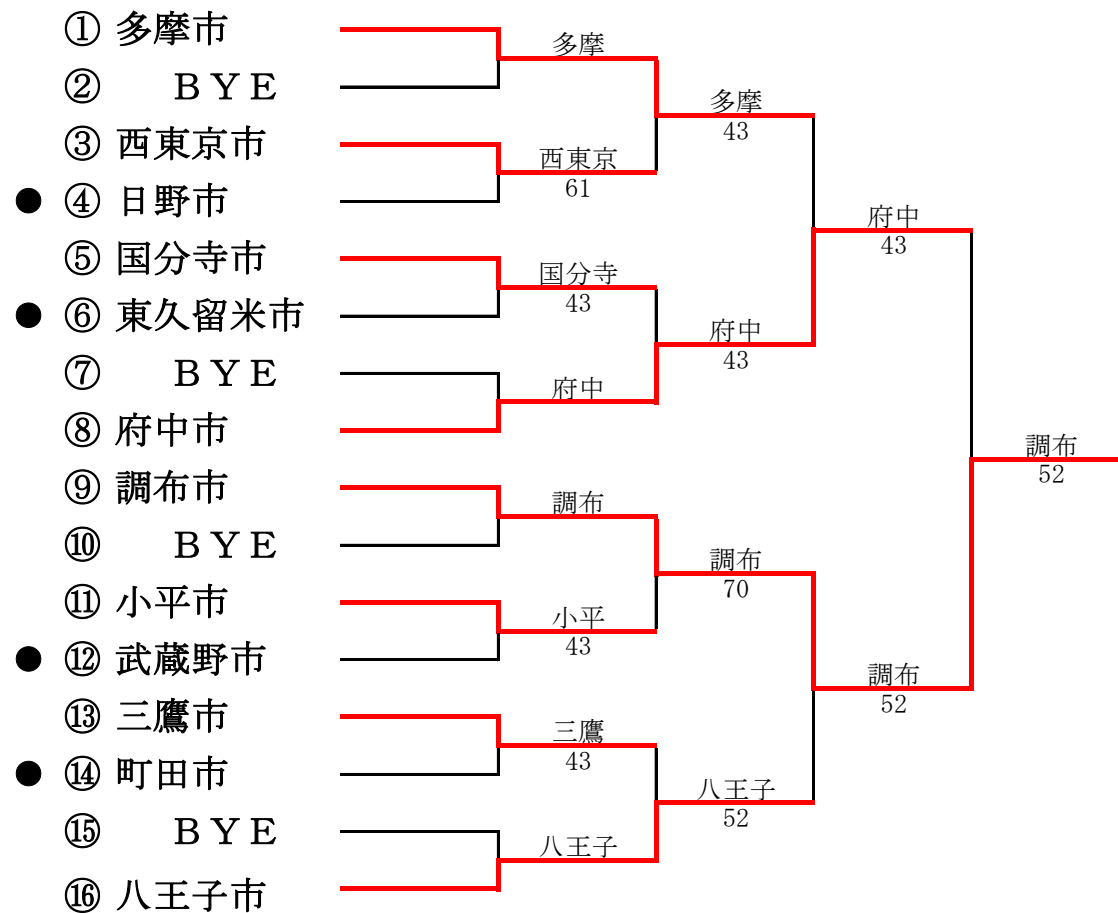 ① 多摩市
② ＢＹＥ
③ 西東京市
● ④ 日野市
⑤ 国分寺市
● ⑥ 東久留米市
⑦ ＢＹＥ
⑧ 府中市
⑨ 調布市
⑩ ＢＹＥ
⑪ 小平市
● ⑫ 武蔵野市
⑬ 三鷹市
● ⑭ 町田市
⑮ ＢＹＥ
⑯ 八王子市
多摩
西東京
61
国分寺
43
府中
調布
小平
43
三鷹
43
八王子
多摩
43
府中
43
調布
70
八王子
52
府中
43
調布
52
調布
52